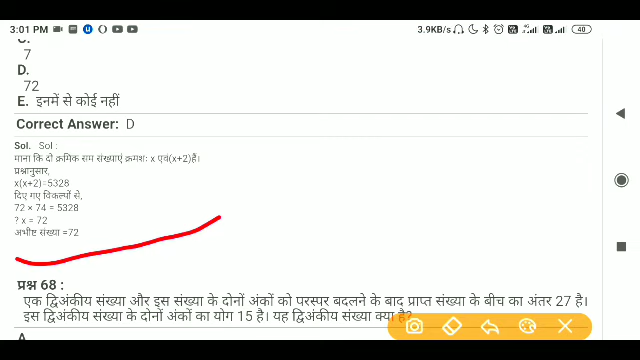 3:01 PM
3.9KB/s
40
7
D.
72
E. इनमें से कोई नहीं
Correct Answer: D
Sol. Sol :
माना कि दो क्रमिक सम संख्याएं क्रमशः x एवं(x+2)हैं।
प्रश्नानुसार,
x(x+2)=5328
दिए गए विकल्पों से,
72 × 74 = 5328
? x = 72
अभीष्ट संख्या =72
प्रश्न 68 :
एक द्विअंकीय संख्या और इस संख्या के दोनों अंकों को परस्पर बदलने के बाद प्राप्त संख्या के बीच का अंतर 27 है।
इस द्विअंकीय संख्या के दोनों अंकों का योग 15 है। यह द्विअंकीय संख्या क्या है?